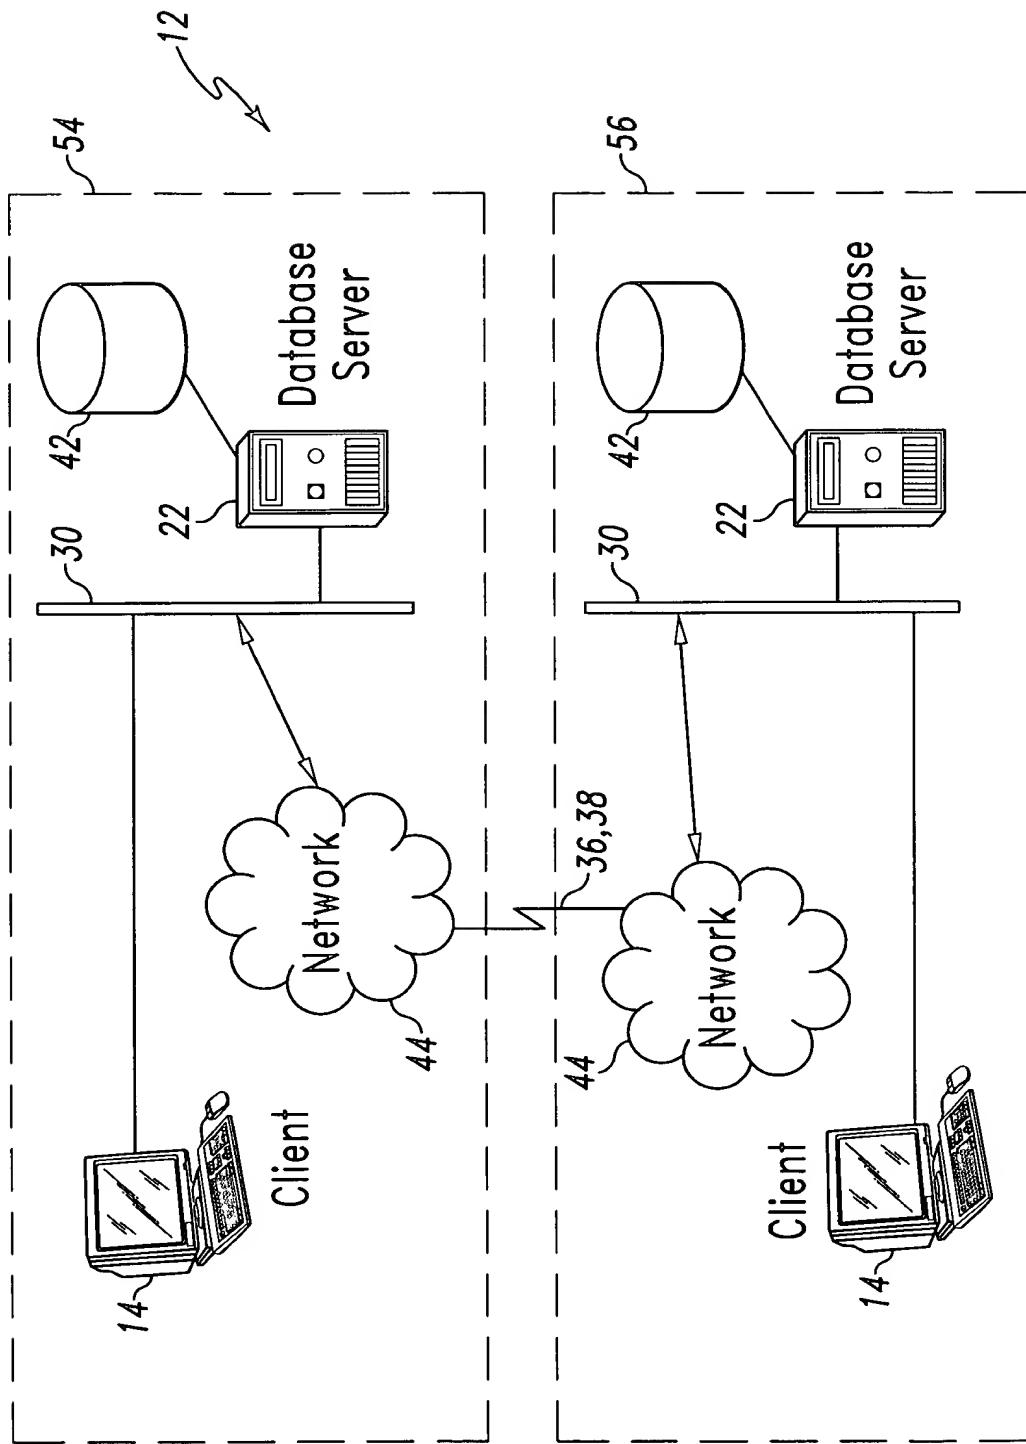 12
54
42
22
30
Database
Server
Network
44
14
Client
36,38
56
42
22
30
Database
Server
Network
44
Client
14